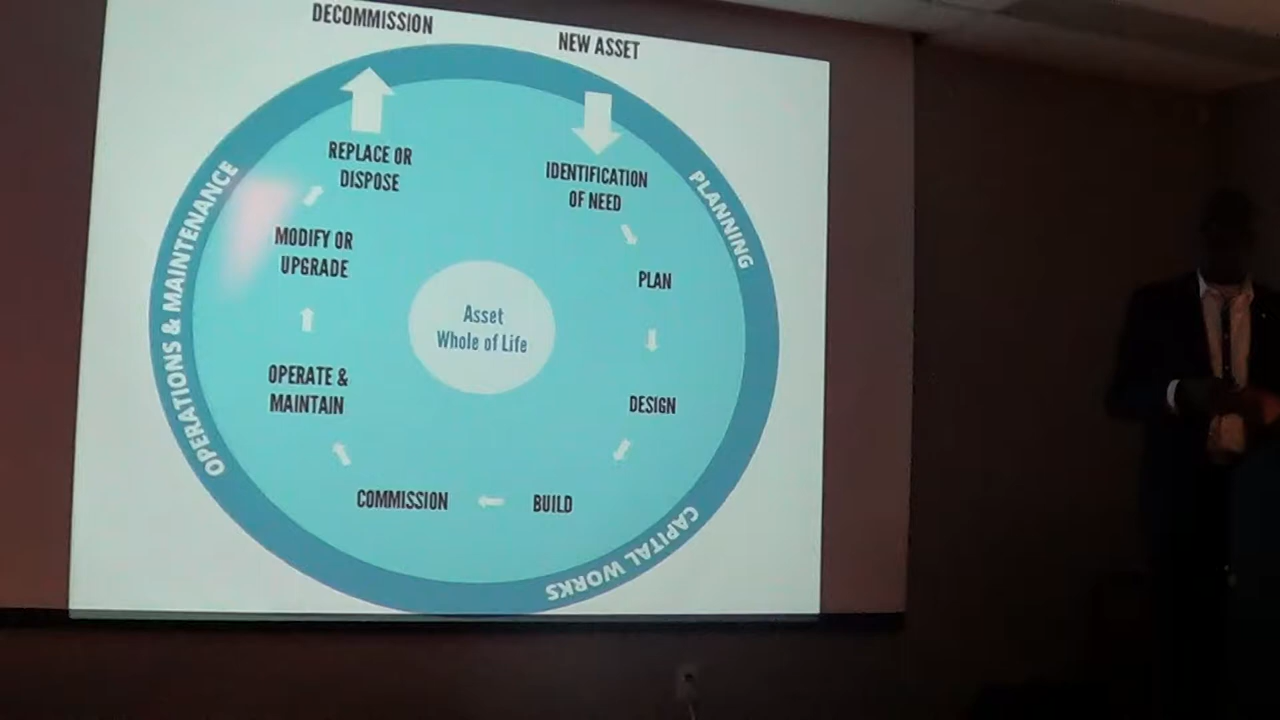 DECOMMISSION
NEW ASSET
REPLACE OR
DISPOSE
IDENTIFICATION
OF NEED
PLANNING
MODIFY OR
UPGRADE
PLAN
OPERATIONS & MAINTENANCE
Asset
Whole of Life
OPERATE &
MAINTAIN
DESIGN
COMMISSION
BUILD
CAPITAL WORKS